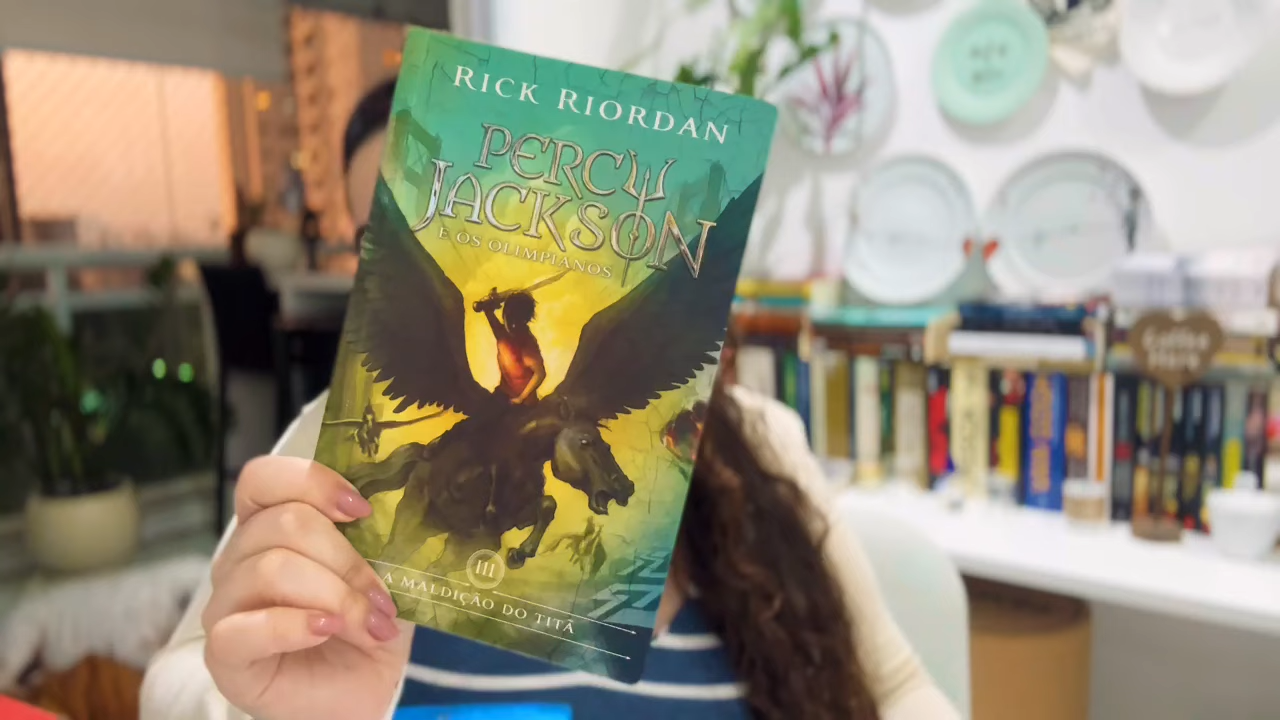 RICK RIORDAN
PERCY
JACKSON
E OS OLIMPIANOS
III
A MALDIÇÃO DO TITÃ